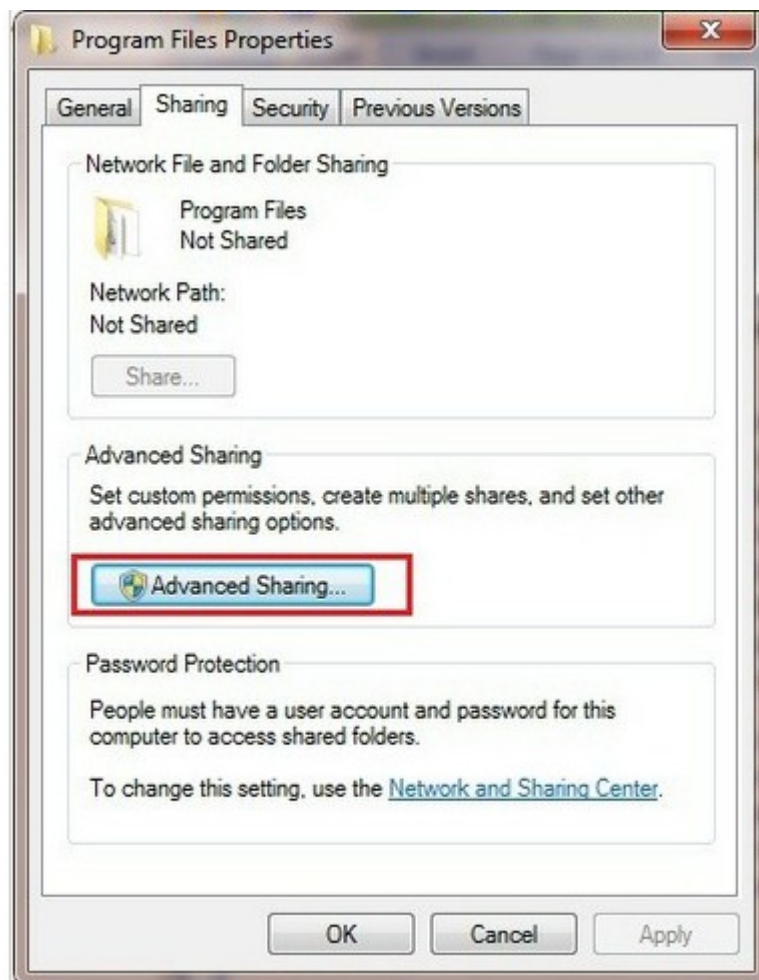 Program Files Properties
General Sharing Security Previous Versions
Network File and Folder Sharing
Program Files
Not Shared
Network Path:
Not Shared
Share...
Advanced Sharing
Set custom permissions, create multiple shares, and set other
advanced sharing options.
Advanced Sharing...
Password Protection
People must have a user account and password for this
computer to access shared folders.
To change this setting, use the Network and Sharing Center.
OK Cancel Apply